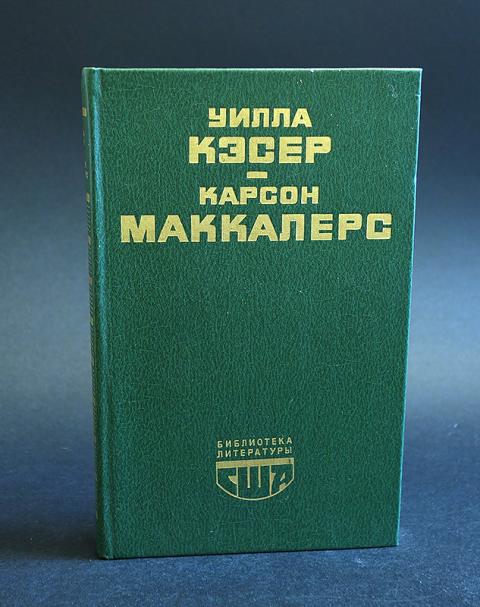 УИЛЛА
КЭСЕР
–
КАРСОН
МАККАЛЕРС
БИБЛИОТЕКА
ЛИТЕРАТУРЫ
США